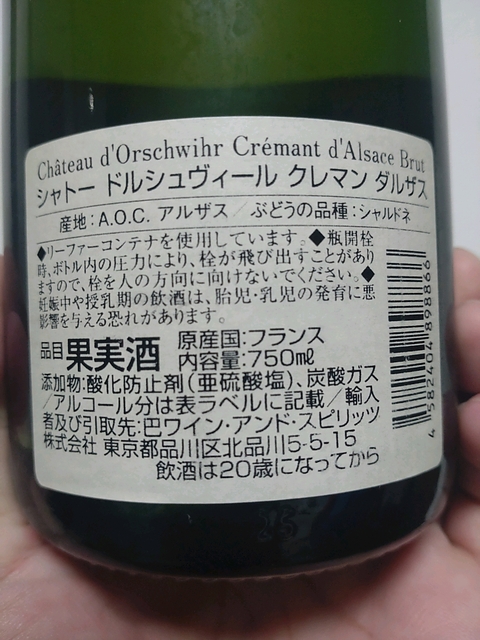 Château d'Orschwihr Crémant d'Alsace Brut
シャトー ドルシュヴィール クレマン ダルザス
産地:A.O.C. アルザス/ぶどうの品種:シャルドネ
◆リーファーコンテナを使用しています。◆瓶開栓
時、ボトル内の圧力により、栓が飛び出すことがあり
ますので、栓を人の方向に向けないでください。◆
妊娠中や授乳期の飲酒は、胎児・乳児の発育に悪
影響を与える恐れがあります。
品目果実酒 原産国:フランス
内容量:750mℓ
添加物:酸化防止剤(亜硫酸塩)、炭酸ガス
/アルコール分は表ラベルに記載/輸入
者及び引取先:巴ワイン・アンド・スピリッツ
株式会社 東京都品川区北品川5-5-15
飲酒は20歳になってから
4 582404 898866